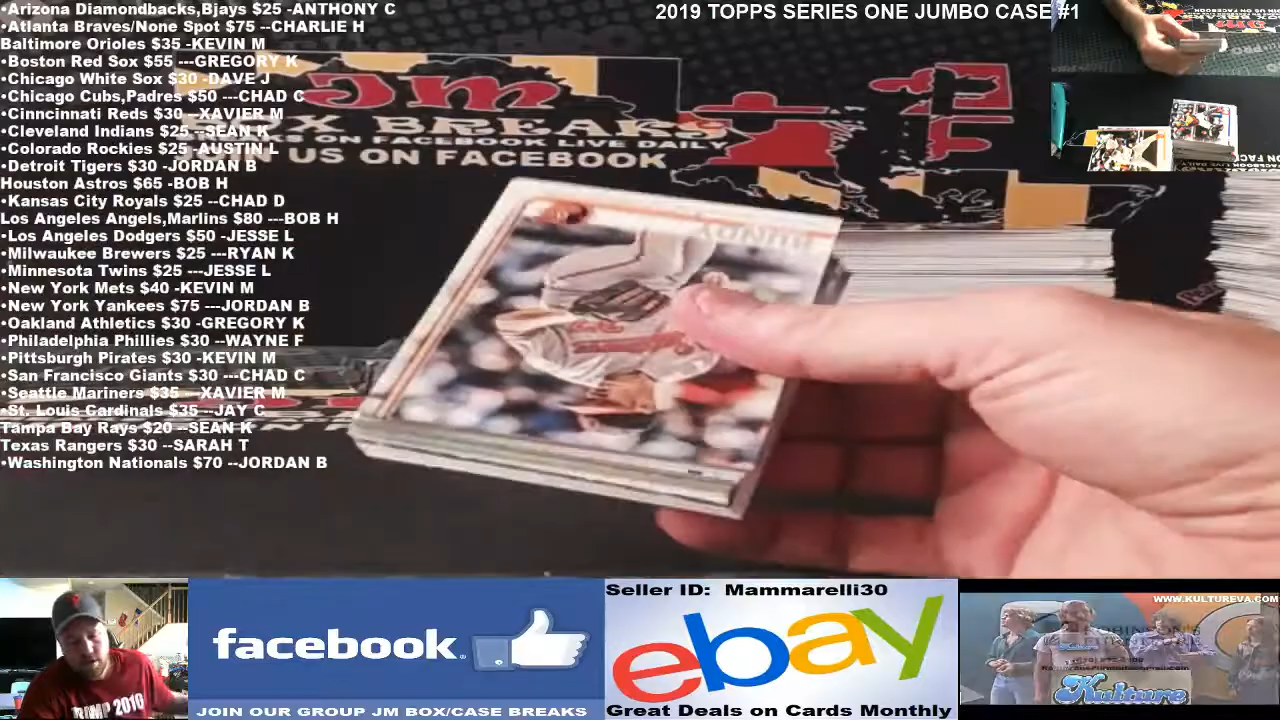 •Arizona Diamondbacks,Bjays $25 -ANTHONY C
•Atlanta Braves/None Spot $75 --CHARLIE H
Baltimore Orioles $35 -KEVIN M
•Boston Red Sox $55 ---GREGORY K
•Chicago White Sox $30 -DAVE J
•Chicago Cubs,Padres $50 ---CHAD C
•Cinncinnati Reds $30 --XAVIER M
•Cleveland Indians $25 --SEAN K
•Colorado Rockies $25 -AUSTIN L
•Detroit Tigers $30 -JORDAN B
Houston Astros $65 -BOB H
•Kansas City Royals $25 --CHAD D
Los Angeles Angels,Marlins $80 ---BOB H
•Los Angeles Dodgers $50 -JESSE L
•Milwaukee Brewers $25 ---RYAN K
•Minnesota Twins $25 ---JESSE L
•New York Mets $40 -KEVIN M
•New York Yankees $75 ---JORDAN B
•Oakland Athletics $30 -GREGORY K
•Philadelphia Phillies $30 --WAYNE F
•Pittsburgh Pirates $30 -KEVIN M
•San Francisco Giants $30 ---CHAD C
•Seattle Mariners $35 ---XAVIER M
•St. Louis Cardinals $35 --JAY C
Tampa Bay Rays $20 --SEAN K
Texas Rangers $30 --SARAH T
•Washington Nationals $70 --JORDAN B
2019 TOPPS SERIES ONE JUMBO CASE #1
JM
X BREAKS
KS ON FACEBOOK LIVE DAILY
US ON FACEBOOK
2010
facebook.
JOIN OUR GROUP JM BOX/CASE BREAKS
Seller ID: Mammarelli30
ebay
Great Deals on Cards Monthly
WWW.KULTUREVA.COM
Kulture